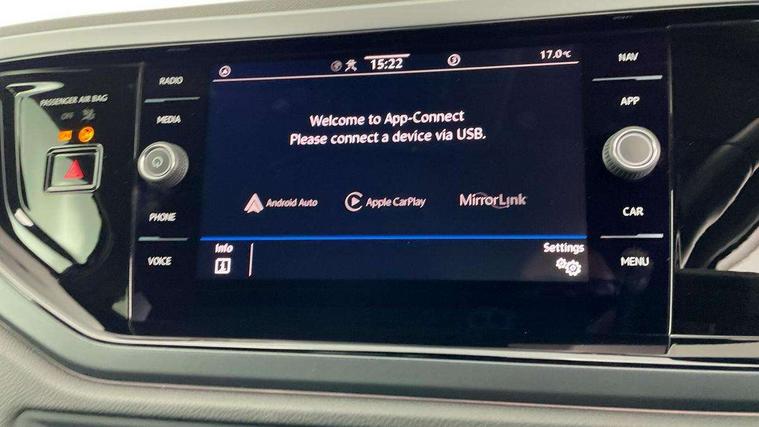 PASSENGER AIR BAG
OFF
RADIO
MEDIA
PHONE
VOICE
15:22
17.0°C
Welcome to App-Connect
Please connect a device via USB.
Android Auto
Apple CarPlay
MirrorLink
Info
Settings
NAV
APP
CAR
MENU